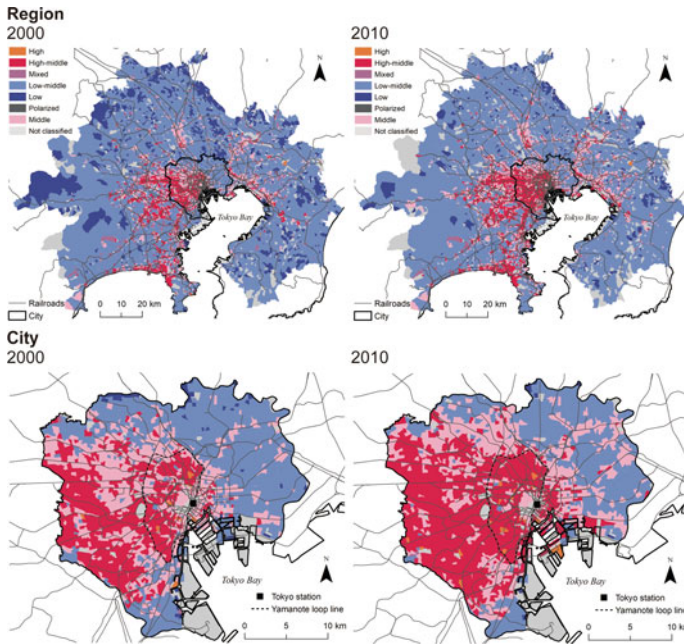 Region
2000
High
High-middle
Mixed
Low-middle
Low
Polarized
Middle
Not classified
N
Tokyo Bay
Railroads
City
0 10 20 km
2010
High
High-middle
Mixed
Low-middle
Low
Polarized
Middle
Not classified
N
Tokyo Bay
Railroads
City
0 10 20 km
City
2000
N
Tokyo Bay
Tokyo station
Yamanote loop line
0 5 10 km
2010
N
Tokyo Bay
Tokyo station
Yamanote loop line
0 5 10 km